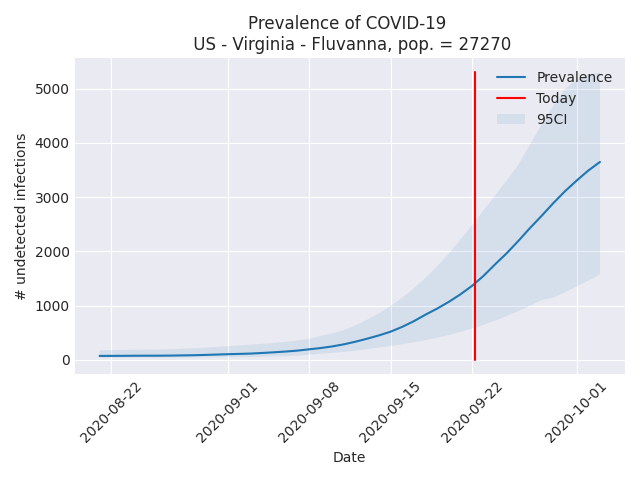 Prevalence of COVID-19
US - Virginia - Fluvanna, pop. = 27270
Prevalence
Today
95CI
# undetected infections
5000
4000
3000
2000
1000
0
2020-08-22
2020-09-01
2020-09-08
2020-09-15
2020-09-22
2020-10-01
Date